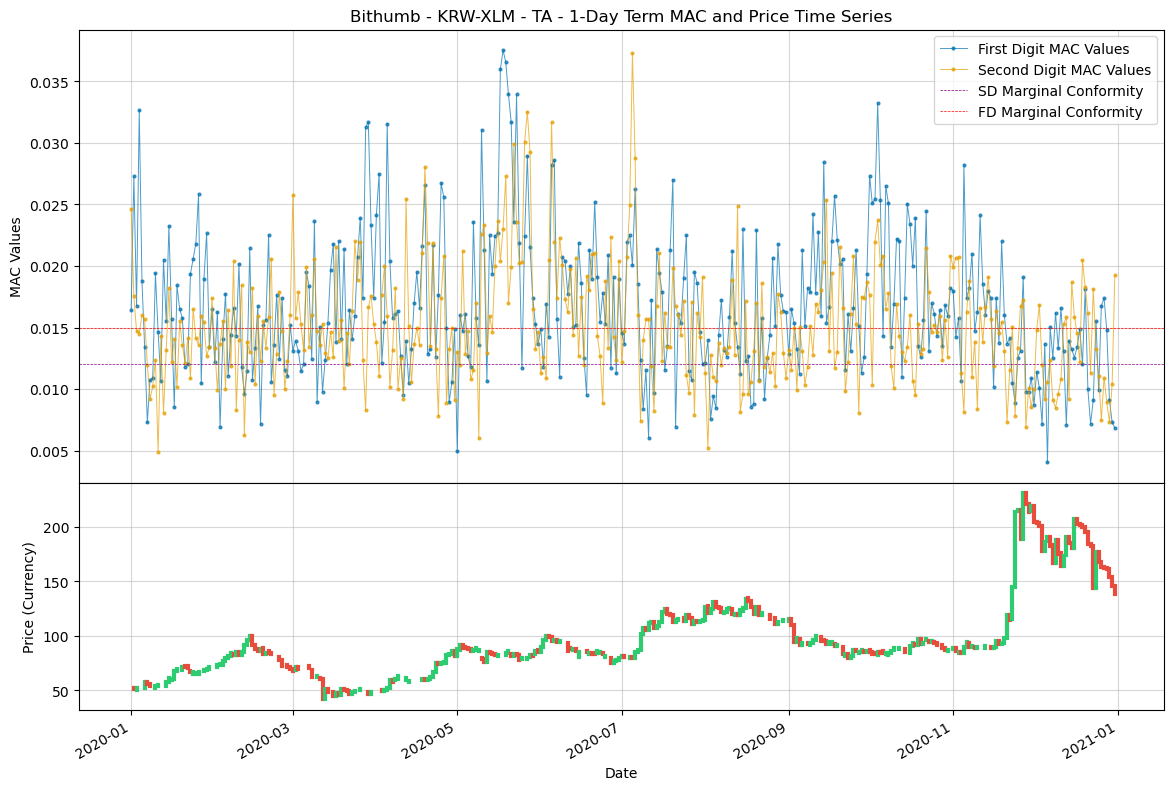 Bithumb - KRW-XLM - TA - 1-Day Term MAC and Price Time Series
First Digit MAC Values
Second Digit MAC Values
SD Marginal Conformity
FD Marginal Conformity
MAC Values
0.035
0.030
0.025
0.020
0.015
0.010
0.005
Price (Currency)
200
150
100
50
2020-01
2020-03
2020-05
2020-07
2020-09
2020-11
2021-01
Date